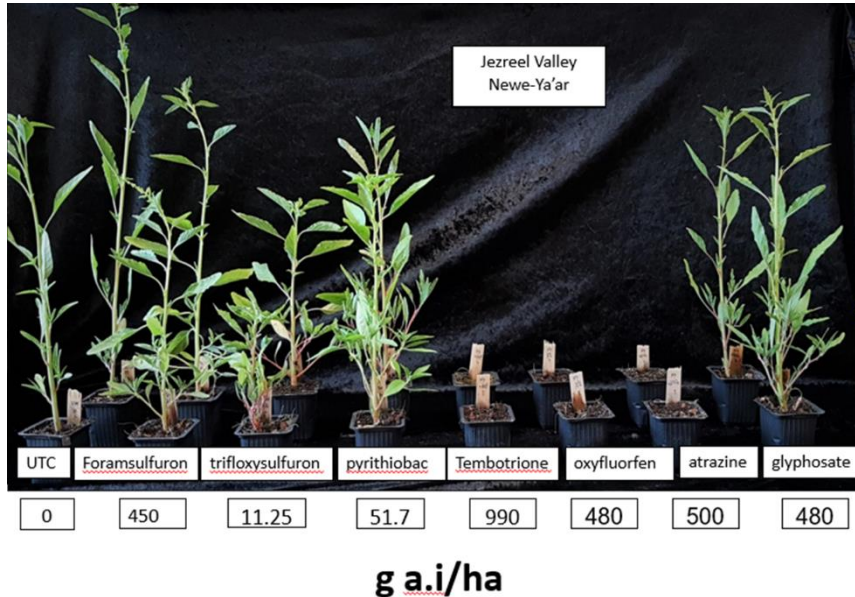 Jezreel Valley
Newe-Ya'ar
UTC Foramsulfuron trifloxysulfuron pyrithiobac Tembotrione oxyfluorfen atrazine glyphosate
0 450 11.25 51.7 990 480 500 480
g a.i/ha